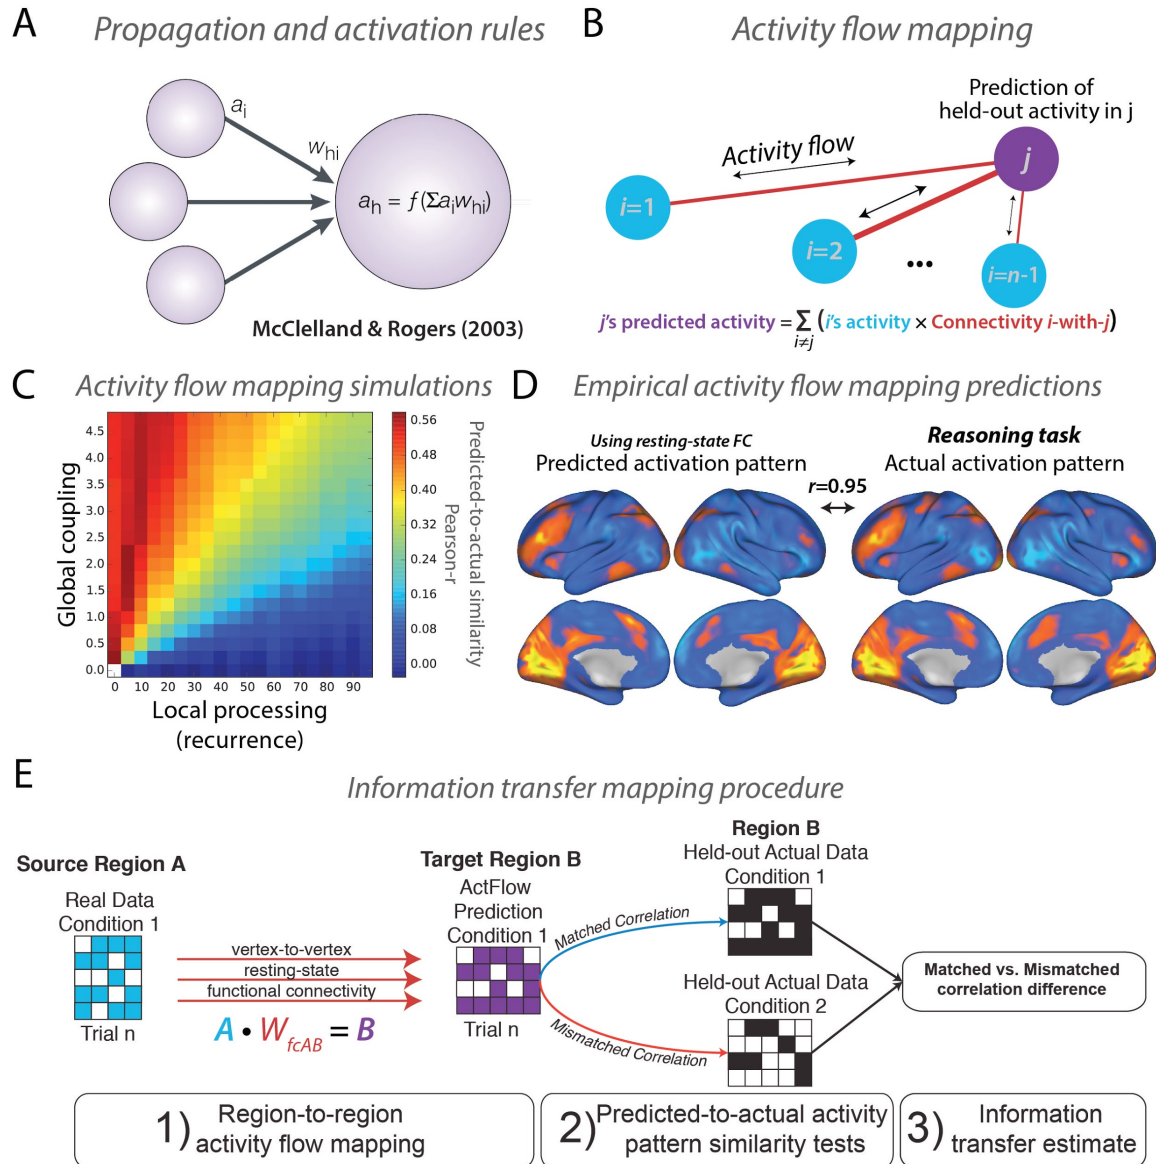 A
Propagation and activation rules
a_i
w_hi
a_h = f(Σa_i w_hi)
McClelland & Rogers (2003)
B
Activity flow mapping
Prediction of
held-out activity in j
Activity flow
j
i=1
i=2
...
i=n-1
j's predicted activity = Σ (i's activity × Connectivity i-with-j)
i≠j
C
Activity flow mapping simulations
Global coupling
4.5
4.0
3.5
3.0
2.5
2.0
1.5
1.0
0.5
0.0
0 10 20 30 40 50 60 70 80 90
Local processing
(recurrence)
0.56
0.48
0.40
0.32
0.24
0.16
0.08
0.00
Predicted-to-actual similarity
Pearson-r
D
Empirical activity flow mapping predictions
Using resting-state FC
Predicted activation pattern
r=0.95
Reasoning task
Actual activation pattern
E
Information transfer mapping procedure
Source Region A
Real Data
Condition 1
Trial n
vertex-to-vertex
resting-state
functional connectivity
A • W_fcAB = B
Target Region B
ActFlow
Prediction
Condition 1
Trial n
Matched Correlation
Mismatched Correlation
Region B
Held-out Actual Data
Condition 1
Held-out Actual Data
Condition 2
Matched vs. Mismatched
correlation difference
1) Region-to-region
activity flow mapping
2) Predicted-to-actual activity
pattern similarity tests
3) Information
transfer estimate